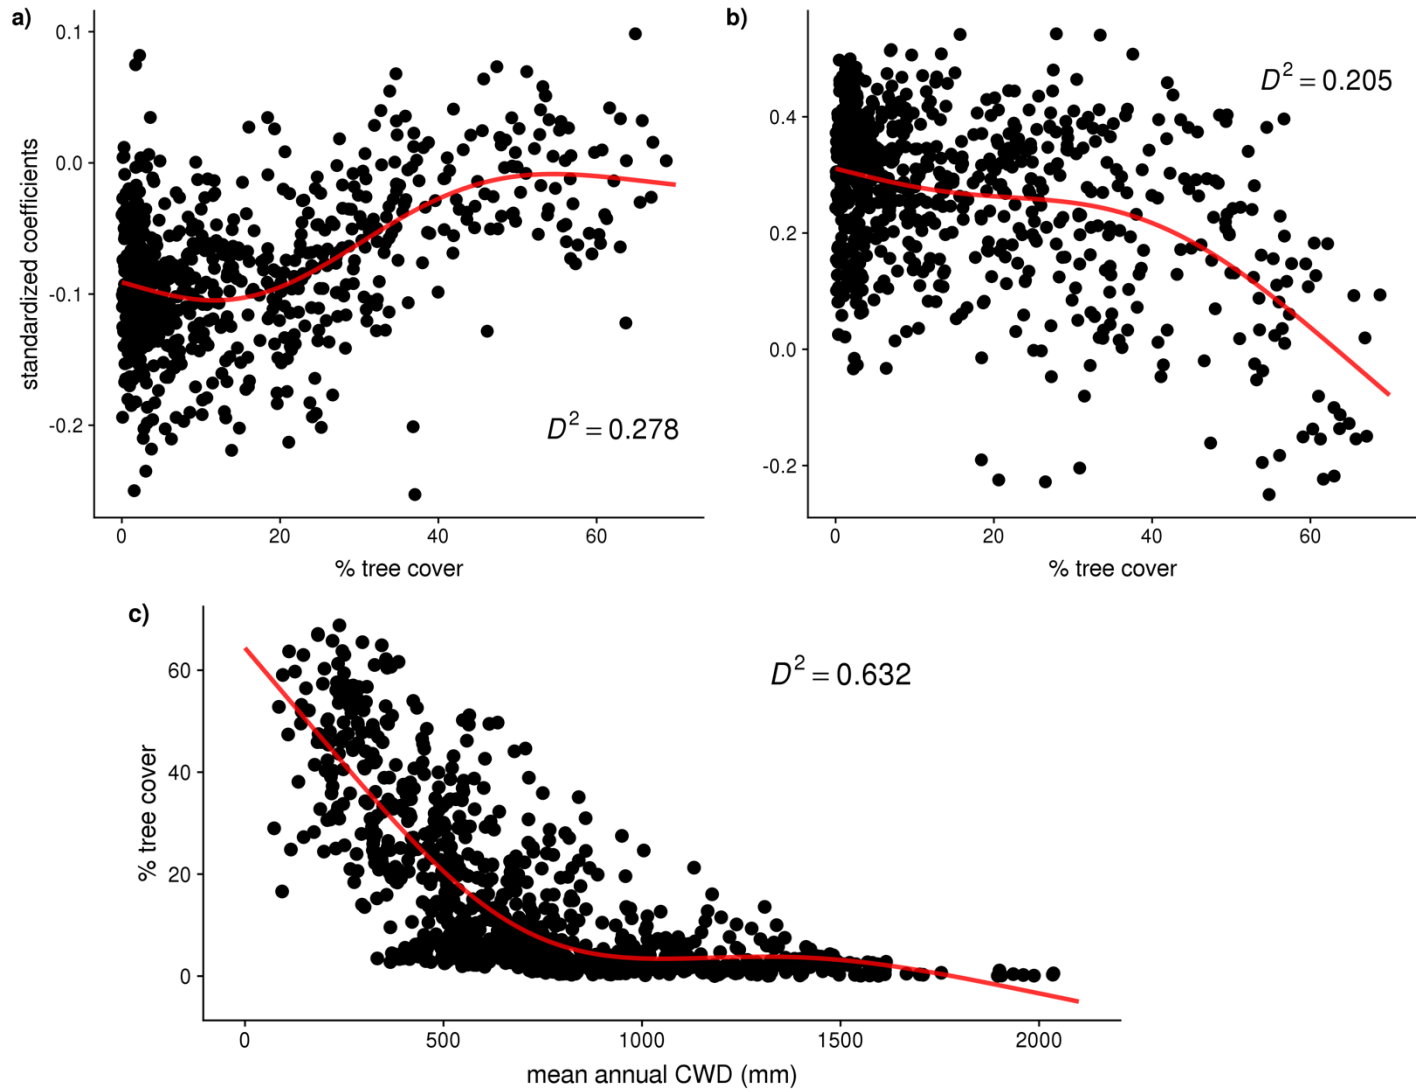 a)
0.1
0.0
-0.1
-0.2
standardized coefficients
D² = 0.278
0 20 40 60
% tree cover
b)
0.4
0.2
0.0
-0.2
D² = 0.205
0 20 40 60
% tree cover
c)
60
40
20
0
% tree cover
D² = 0.632
0 500 1000 1500 2000
mean annual CWD (mm)